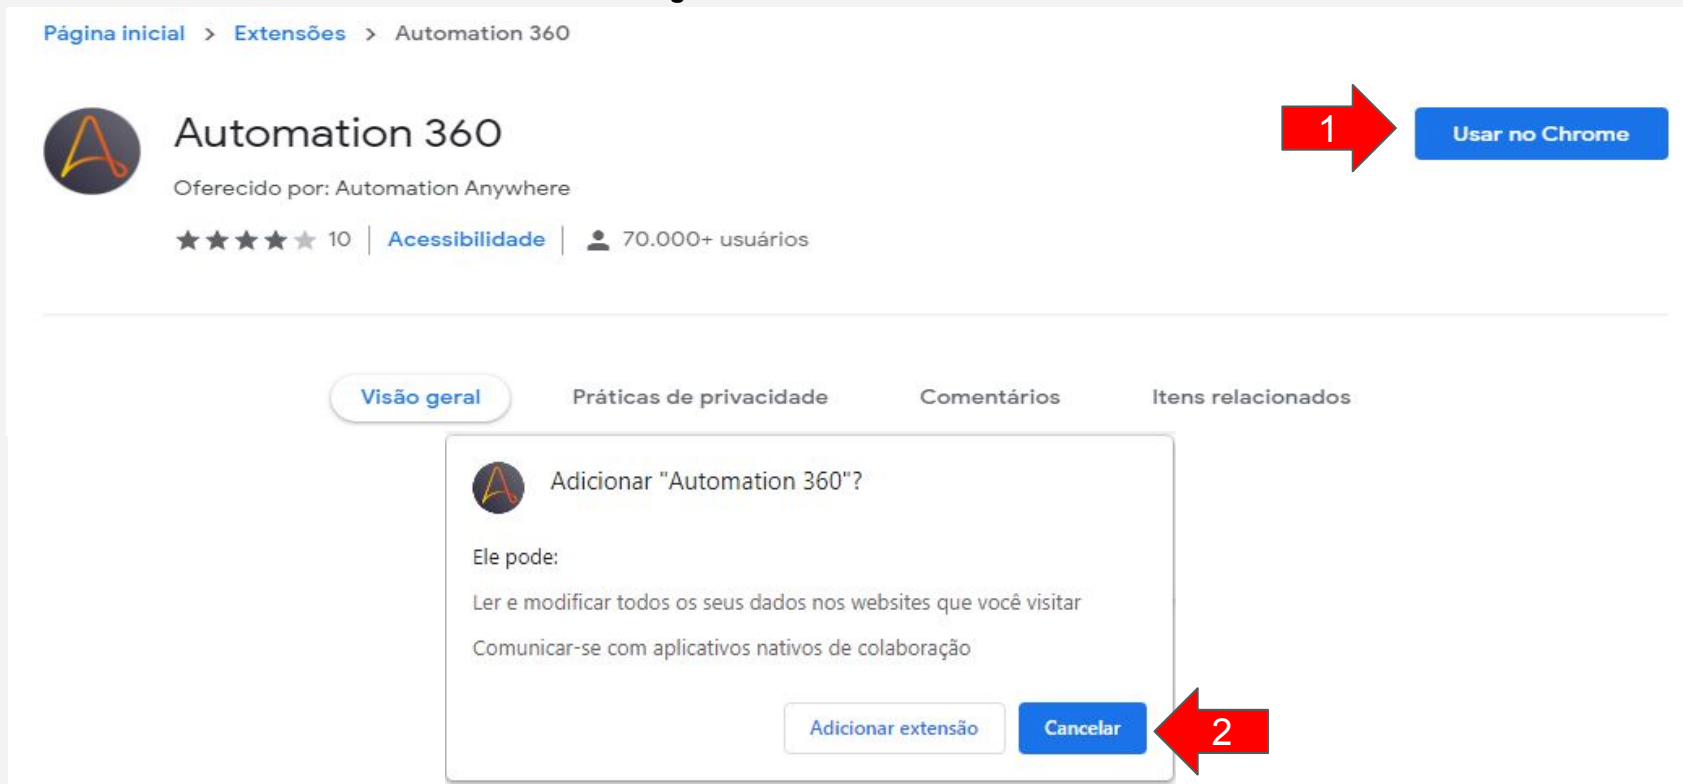 Página inicial > Extensões > Automation 360
Automation 360
1
Usar no Chrome
Oferecido por: Automation Anywhere
10 | Acessibilidade | 70.000+ usuários
Visão geral
Práticas de privacidade
Comentários
Itens relacionados
Adicionar "Automation 360"?
Ele pode:
Ler e modificar todos os seus dados nos websites que você visitar
Comunicar-se com aplicativos nativos de colaboração
Adicionar extensão
Cancelar
2